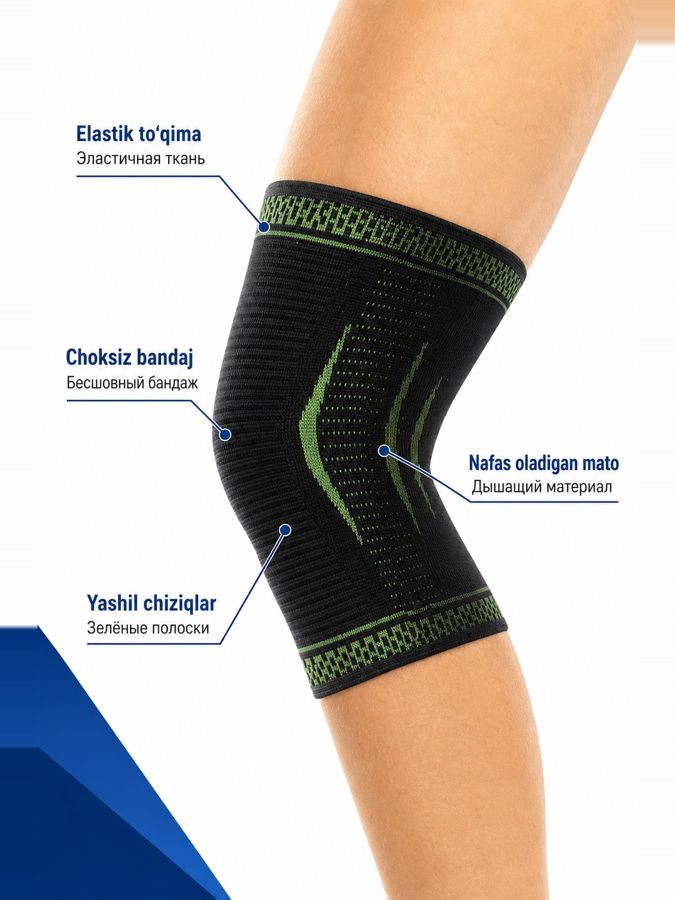 Elastik to‘qima
Эластичная ткань
Choksiz bandaj
Бесшовный бандаж
Nafas oladigan mato
Дышащий материал
Yashil chiziqlar
Зелёные полоски